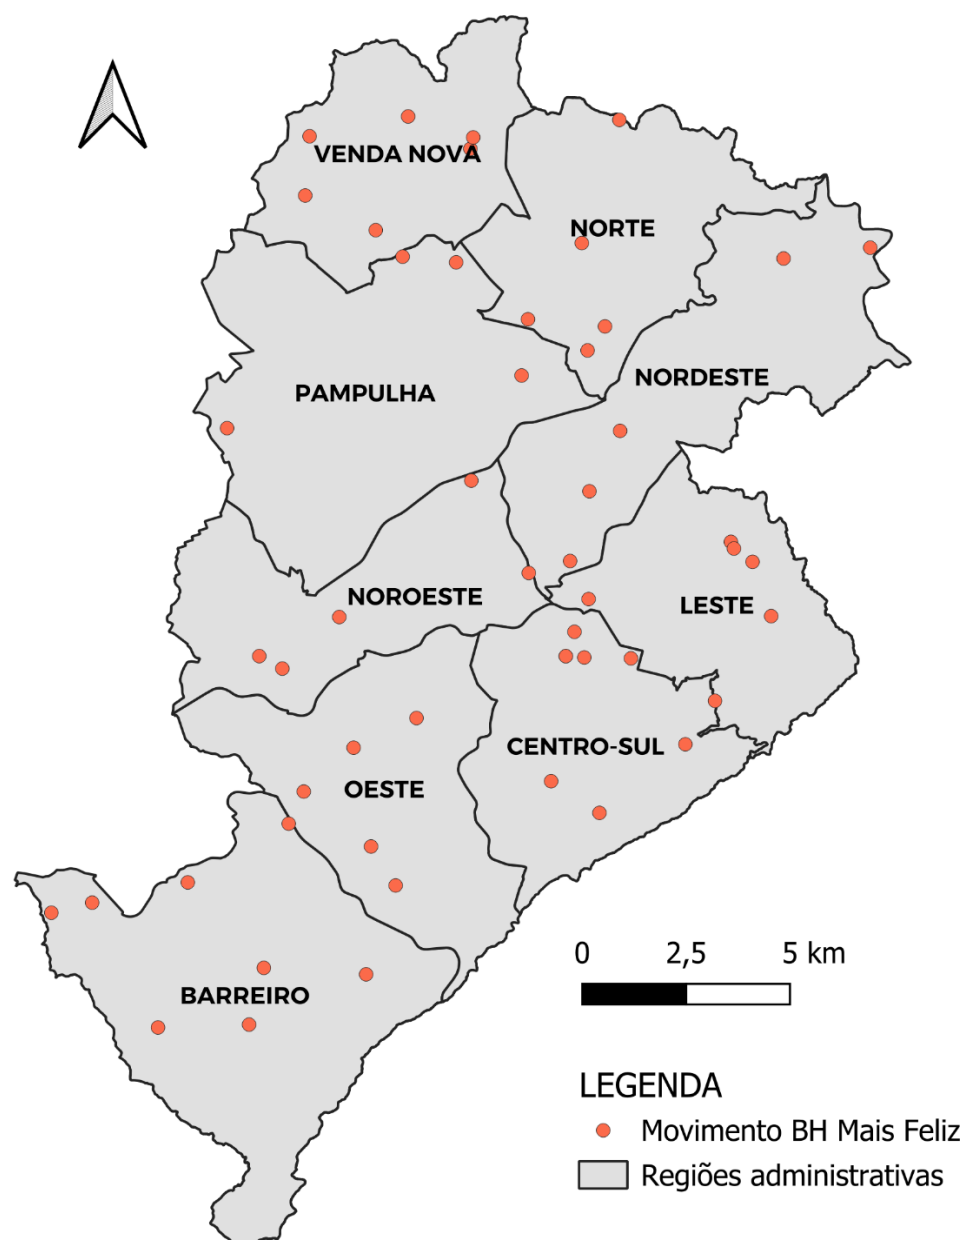 VENDA NOVA
NORTE
NORDESTE
PAMPULHA
NOROESTE
LESTE
CENTRO-SUL
OESTE
BARREIRO
0 2,5 5 km
LEGENDA
Movimento BH Mais Feliz
Regiões administrativas